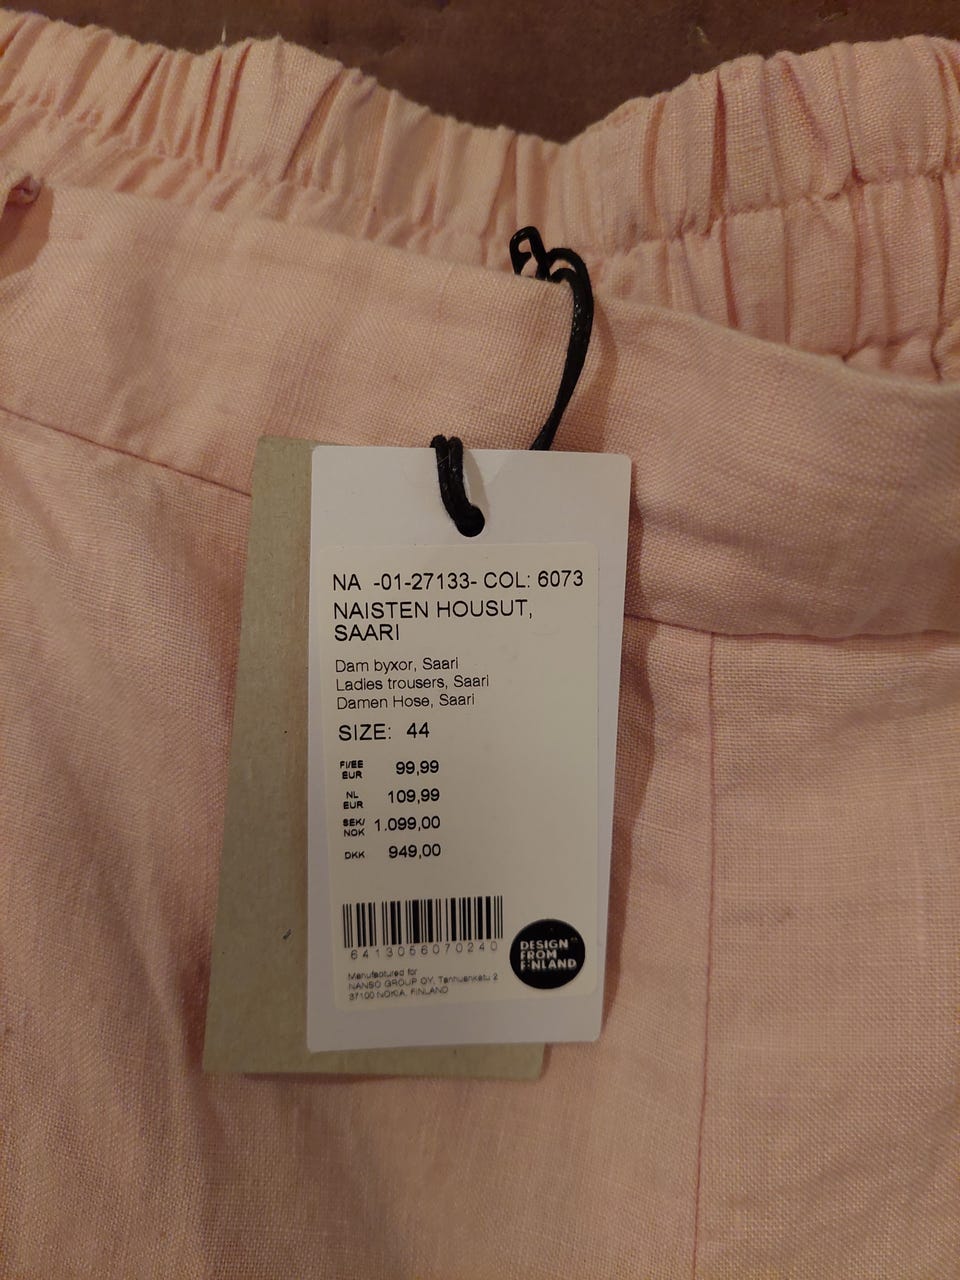 NA -01-27133- COL: 6073
NAISTEN HOUSUT,
SAARI
Dam byxor, Saari
Ladies trousers, Saari
Damen Hose, Saari
SIZE: 44
FI/EE EUR 99,99
NL EUR 109,99
SEK/ NOK 1.099,00
DKK 949,00
6413056070240
DESIGN
FROM
FINLAND
Manufactured for
NANSO GROUP OY, Tanhuankatu 2
37100 NOKIA, FINLAND